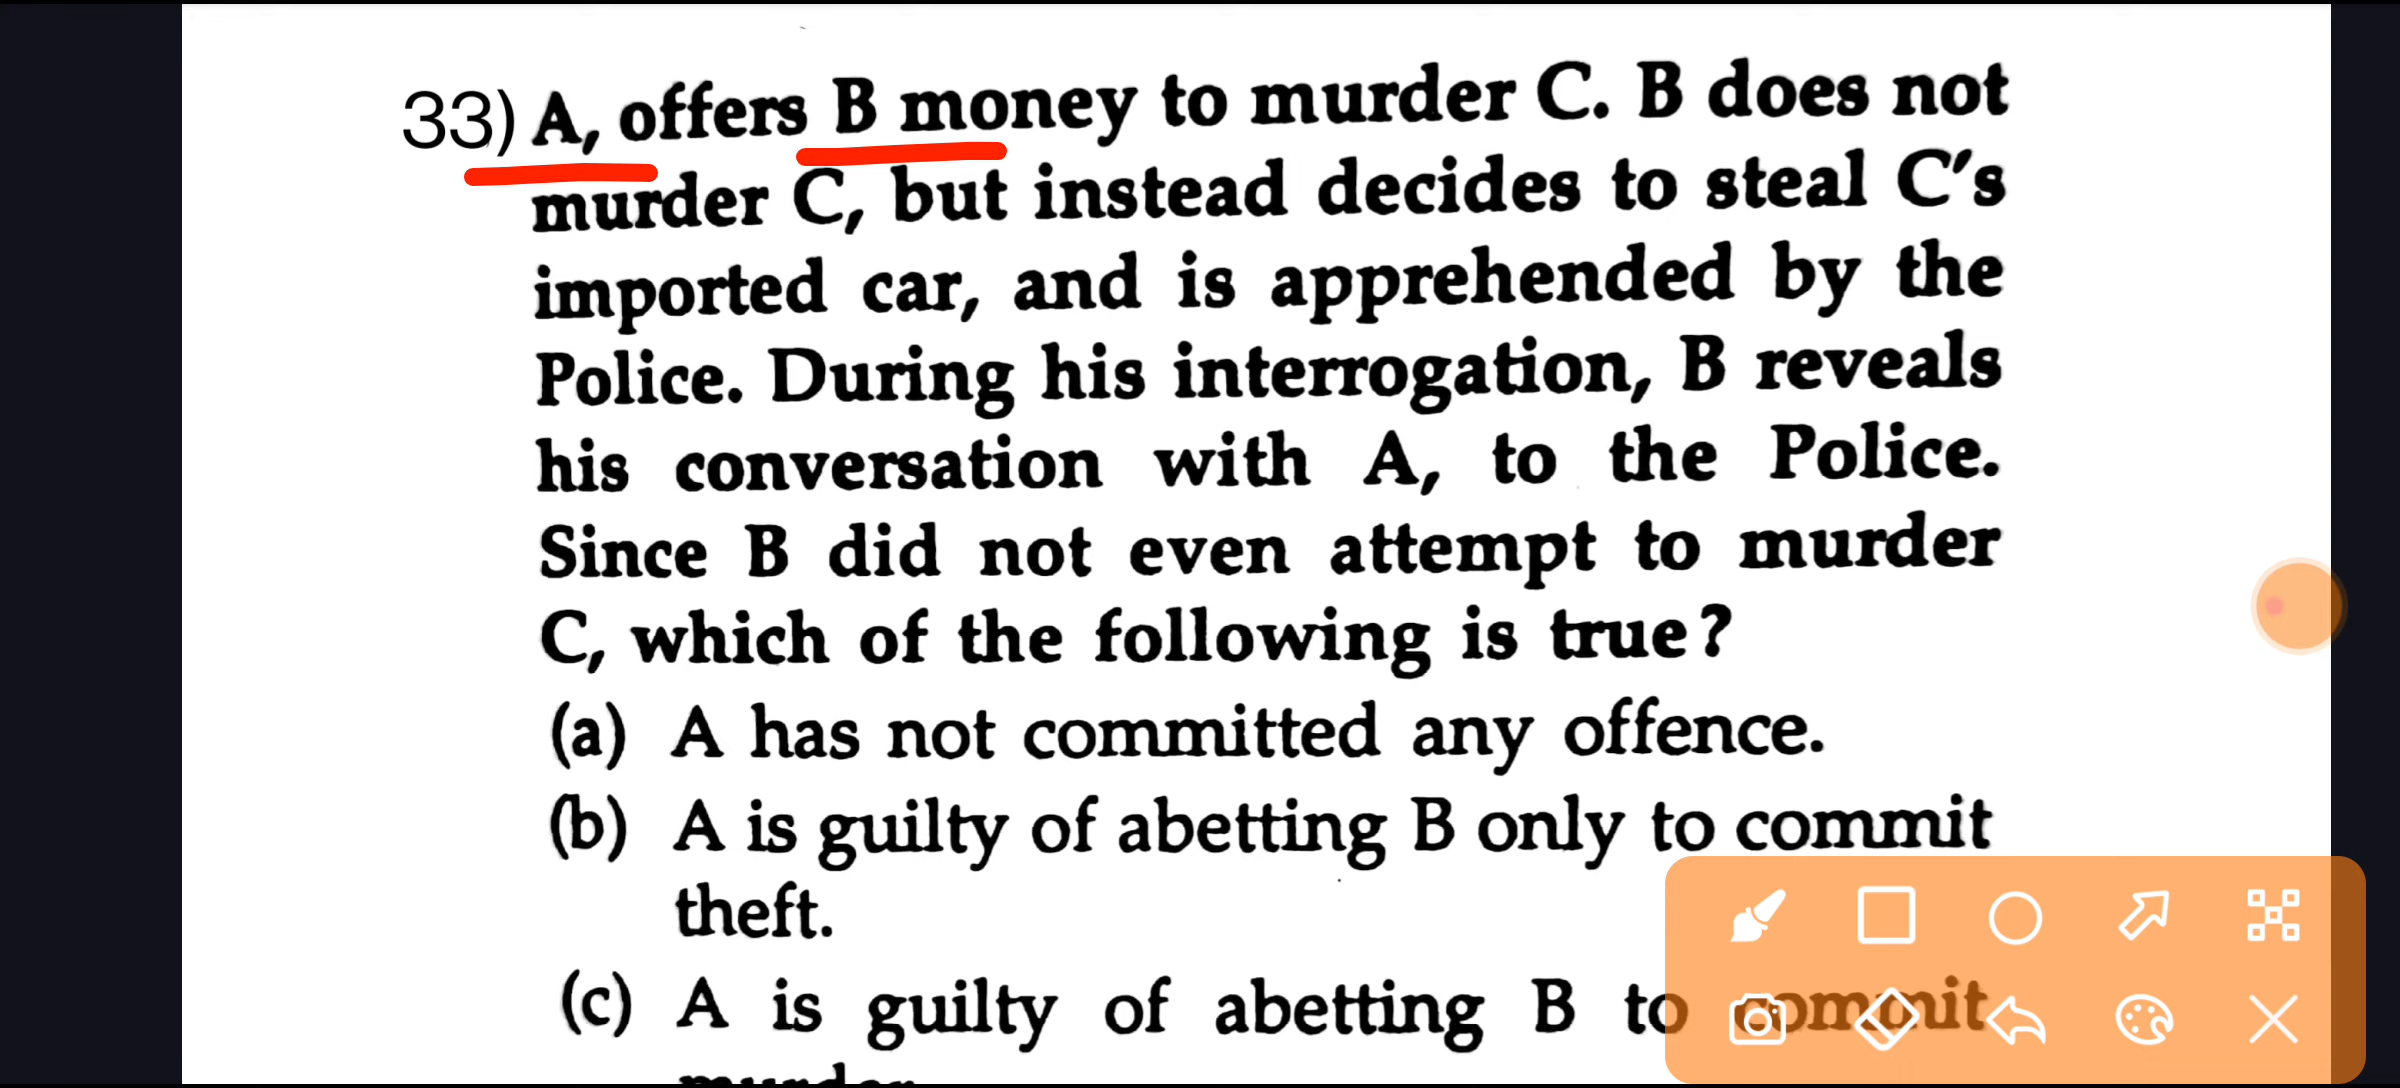 33) A, offers B money to murder C. B does not
murder C, but instead decides to steal C's
imported car, and is apprehended by the
Police. During his interrogation, B reveals
his conversation with A, to the Police.
Since B did not even attempt to murder
C, which of the following is true?
(a) A has not committed any offence.
(b) A is guilty of abetting B only to commit
theft.
(c) A is guilty of abetting B to commit
murder